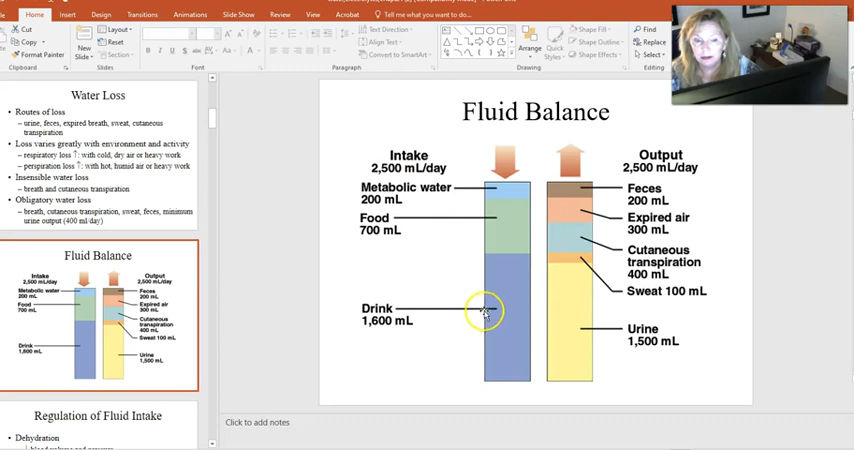 Home
Insert
Design
Transitions
Animations
Slide Show
Review
View
Acrobat
Tell me what you want to do...
Cut
Copy
Format Painter
Clipboard
New
Slide
Layout
Reset
Section
Slides
Font
Text Direction
Align Text
Convert to SmartArt
Paragraph
Arrange
Quick
Styles
Shape Fill
Shape Outline
Shape Effects
Drawing
Find
Replace
Select
Editing
Water Loss
• Routes of loss
– urine, feces, expired breath, sweat, cutaneous
transpiration
• Loss varies greatly with environment and activity
– respiratory loss ↑: with cold, dry air or heavy work
– perspiration loss ↑: with hot, humid air or heavy work
• Insensible water loss
– breath and cutaneous transpiration
• Obligatory water loss
– breath, cutaneous transpiration, sweat, feces, minimum
urine output (400 ml/day)
Fluid Balance
Intake
2,500 mL/day
Output
2,500 mL/day
Metabolic water
200 mL
Food
700 mL
Drink
1,600 mL
Feces
200 mL
Expired air
300 mL
Cutaneous
transpiration
400 mL
Sweat 100 mL
Urine
1,500 mL
Regulation of Fluid Intake
• Dehydration
Fluid Balance
Intake
2,500 mL/day
Output
2,500 mL/day
Metabolic water
200 mL
Food
700 mL
Drink
1,600 mL
Feces
200 mL
Expired air
300 mL
Cutaneous
transpiration
400 mL
Sweat 100 mL
Urine
1,500 mL
Click to add notes